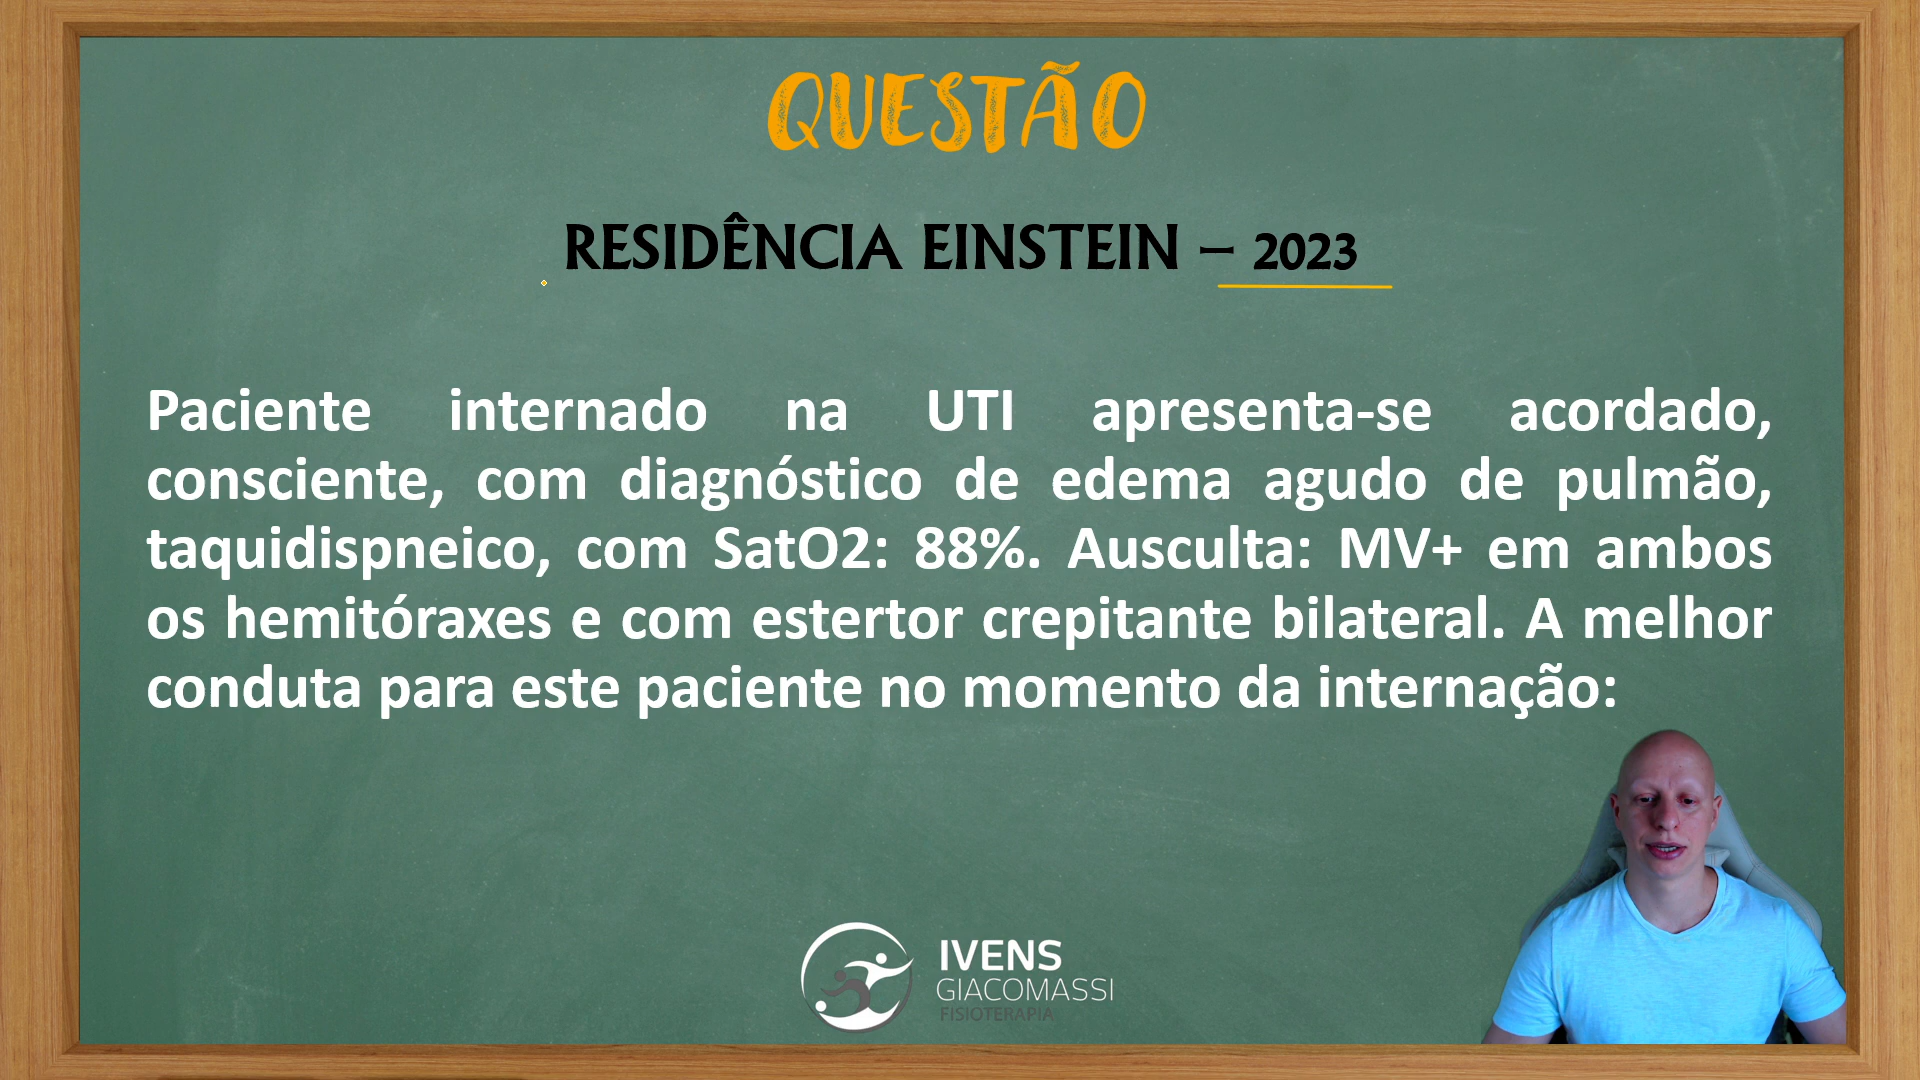 QUESTÃO
RESIDÊNCIA EINSTEIN – 2023
Paciente internado na UTI apresenta-se acordado,
consciente, com diagnóstico de edema agudo de pulmão,
taquidispneico, com SatO2: 88%. Ausculta: MV+ em ambos
os hemitóraxes e com estertor crepitante bilateral. A melhor
conduta para este paciente no momento da internação:
IVENS
GIACOMASSI
FISIOTERAPIA